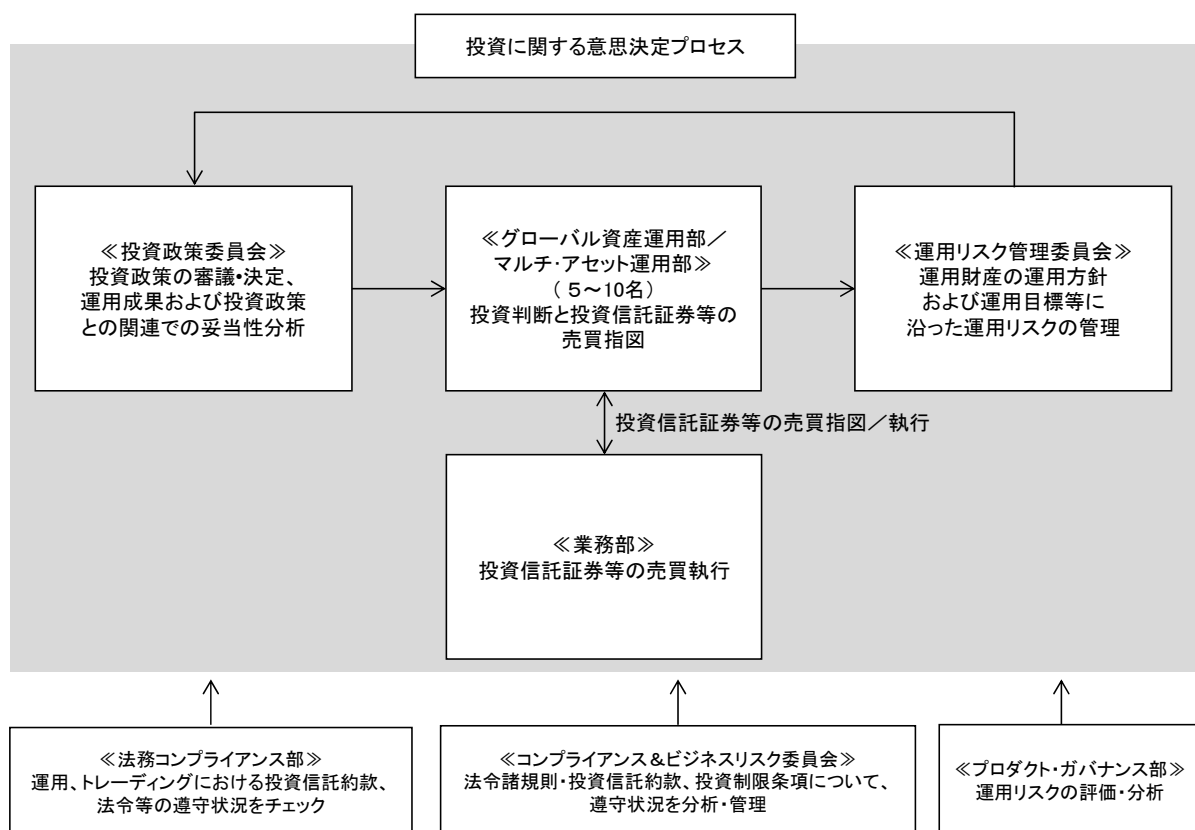 投資に関する意思決定プロセス
≪投資政策委員会≫
投資政策の審議・決定、
運用成果および投資政策
との関連での妥当性分析
≪グローバル資産運用部／
マルチ・アセット運用部≫
（５～10名）
投資判断と投資信託証券等の
売買指図
≪運用リスク管理委員会≫
運用財産の運用方針
および運用目標等に
沿った運用リスクの管理
投資信託証券等の売買指図／執行
≪業務部≫
投資信託証券等の売買執行
≪法務コンプライアンス部≫
運用、トレーディングにおける投資信託約款、
法令等の遵守状況をチェック
≪コンプライアンス＆ビジネスリスク委員会≫
法令諸規則・投資信託約款、投資制限条項について、
遵守状況を分析・管理
≪プロダクト・ガバナンス部≫
運用リスクの評価・分析